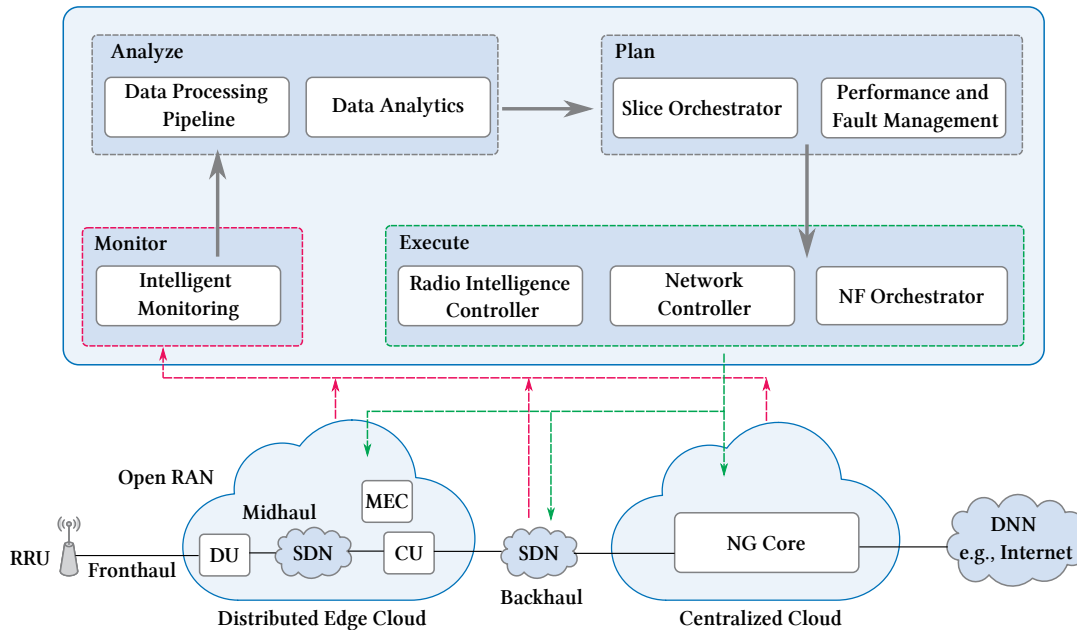 Analyze
Data Processing
Pipeline
Data Analytics
Plan
Slice Orchestrator
Performance and
Fault Management
Monitor
Intelligent
Monitoring
Execute
Radio Intelligence
Controller
Network
Controller
NF Orchestrator
Open RAN
MEC
Midhaul
RRU
Fronthaul
DU
SDN
CU
SDN
Backhaul
NG Core
DNN
e.g., Internet
Distributed Edge Cloud
Centralized Cloud